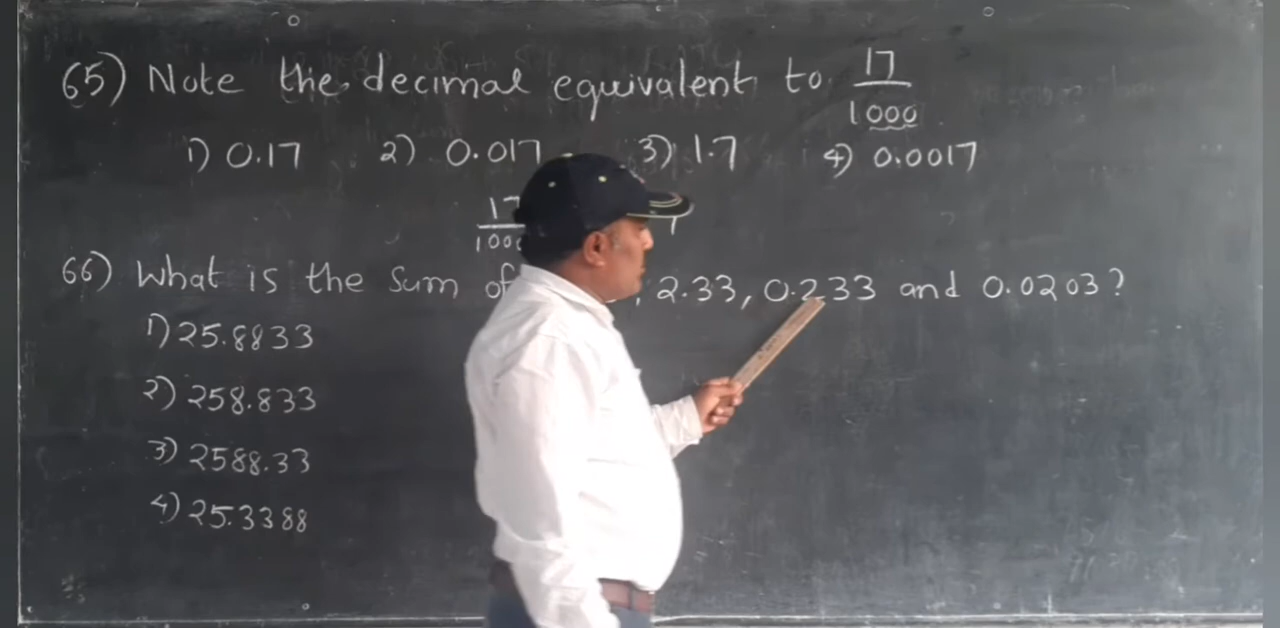 65) Note the decimal equivalent to 17/1000
1) 0.17 2) 0.017 3) 1.7 4) 0.0017
17
100
66) What is the Sum of , 2.33, 0.233 and 0.0203?
1) 25.8833
2) 258.833
3) 2588.33
4) 25.3388